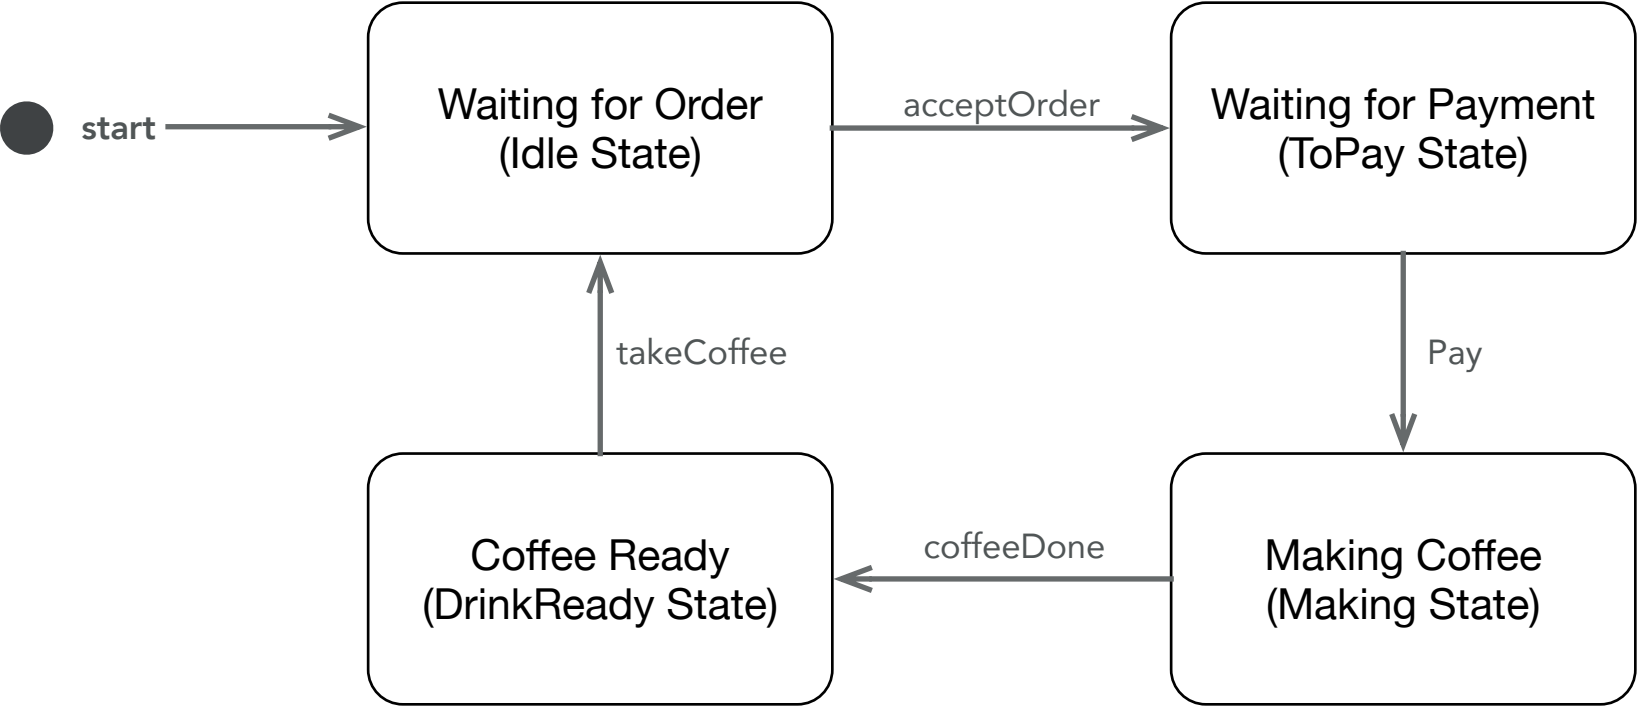 start
Waiting for Order
(Idle State)
acceptOrder
Waiting for Payment
(ToPay State)
takeCoffee
Pay
Coffee Ready
(DrinkReady State)
coffeeDone
Making Coffee
(Making State)